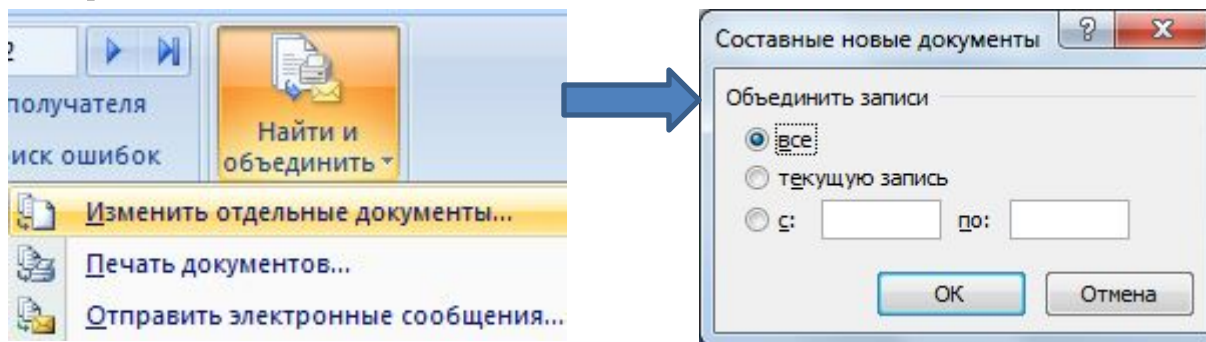 2
получателя
иск ошибок
Найти и
объединить
Изменить отдельные документы...
Печать документов...
Отправить электронные сообщения...
Составные новые документы
?
Объединить записи
все
текущую запись
с:
по:
ОК
Отмена